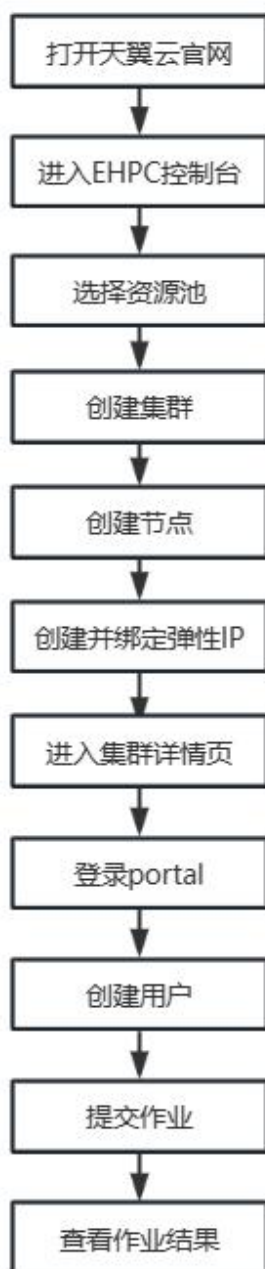 打开天翼云官网
进入EHPC控制台
选择资源池
创建集群
创建节点
创建并绑定弹性IP
进入集群详情页
登录portal
创建用户
提交作业
查看作业结果